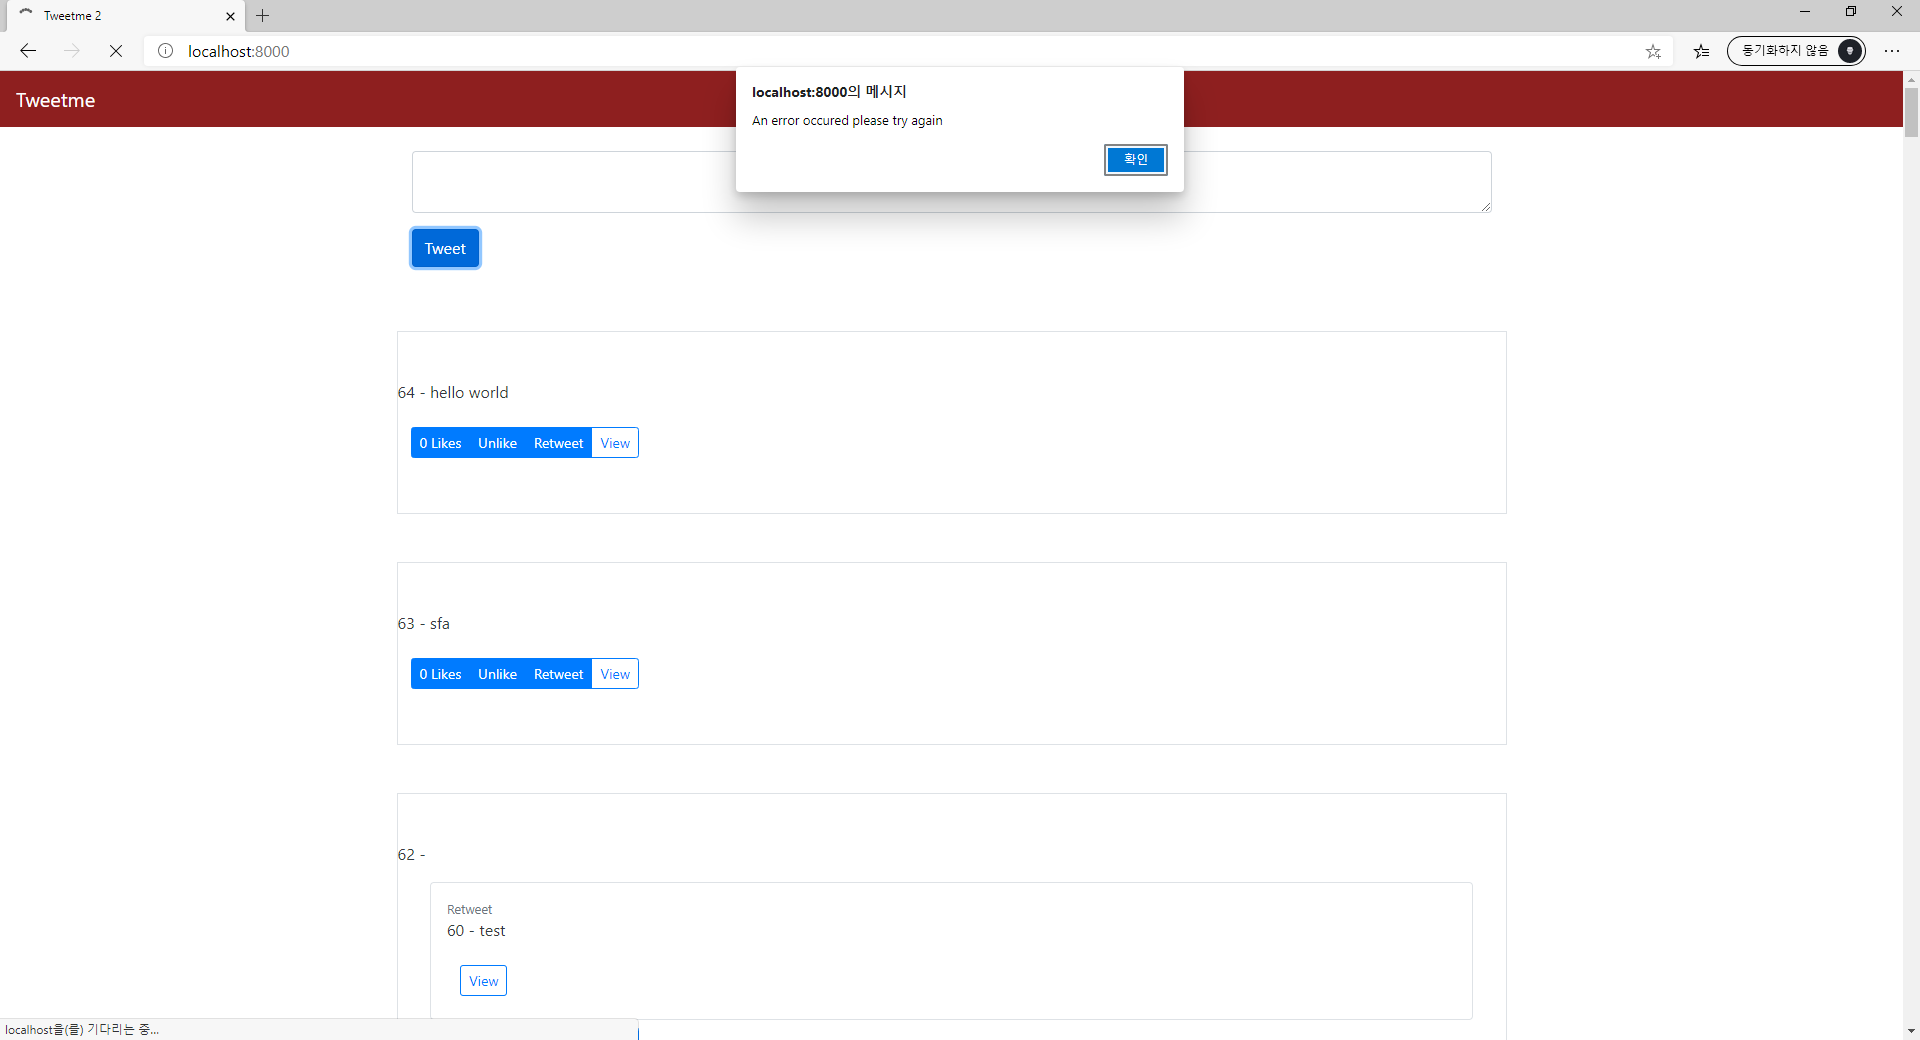 Tweetme 2
localhost:8000
동기화하지 않음
Tweetme
localhost:8000의 메시지
An error occured please try again
확인
Tweet
64 - hello world
0 Likes Unlike Retweet View
63 - sfa
0 Likes Unlike Retweet View
62 -
Retweet
60 - test
View
localhost을(를) 기다리는 중...